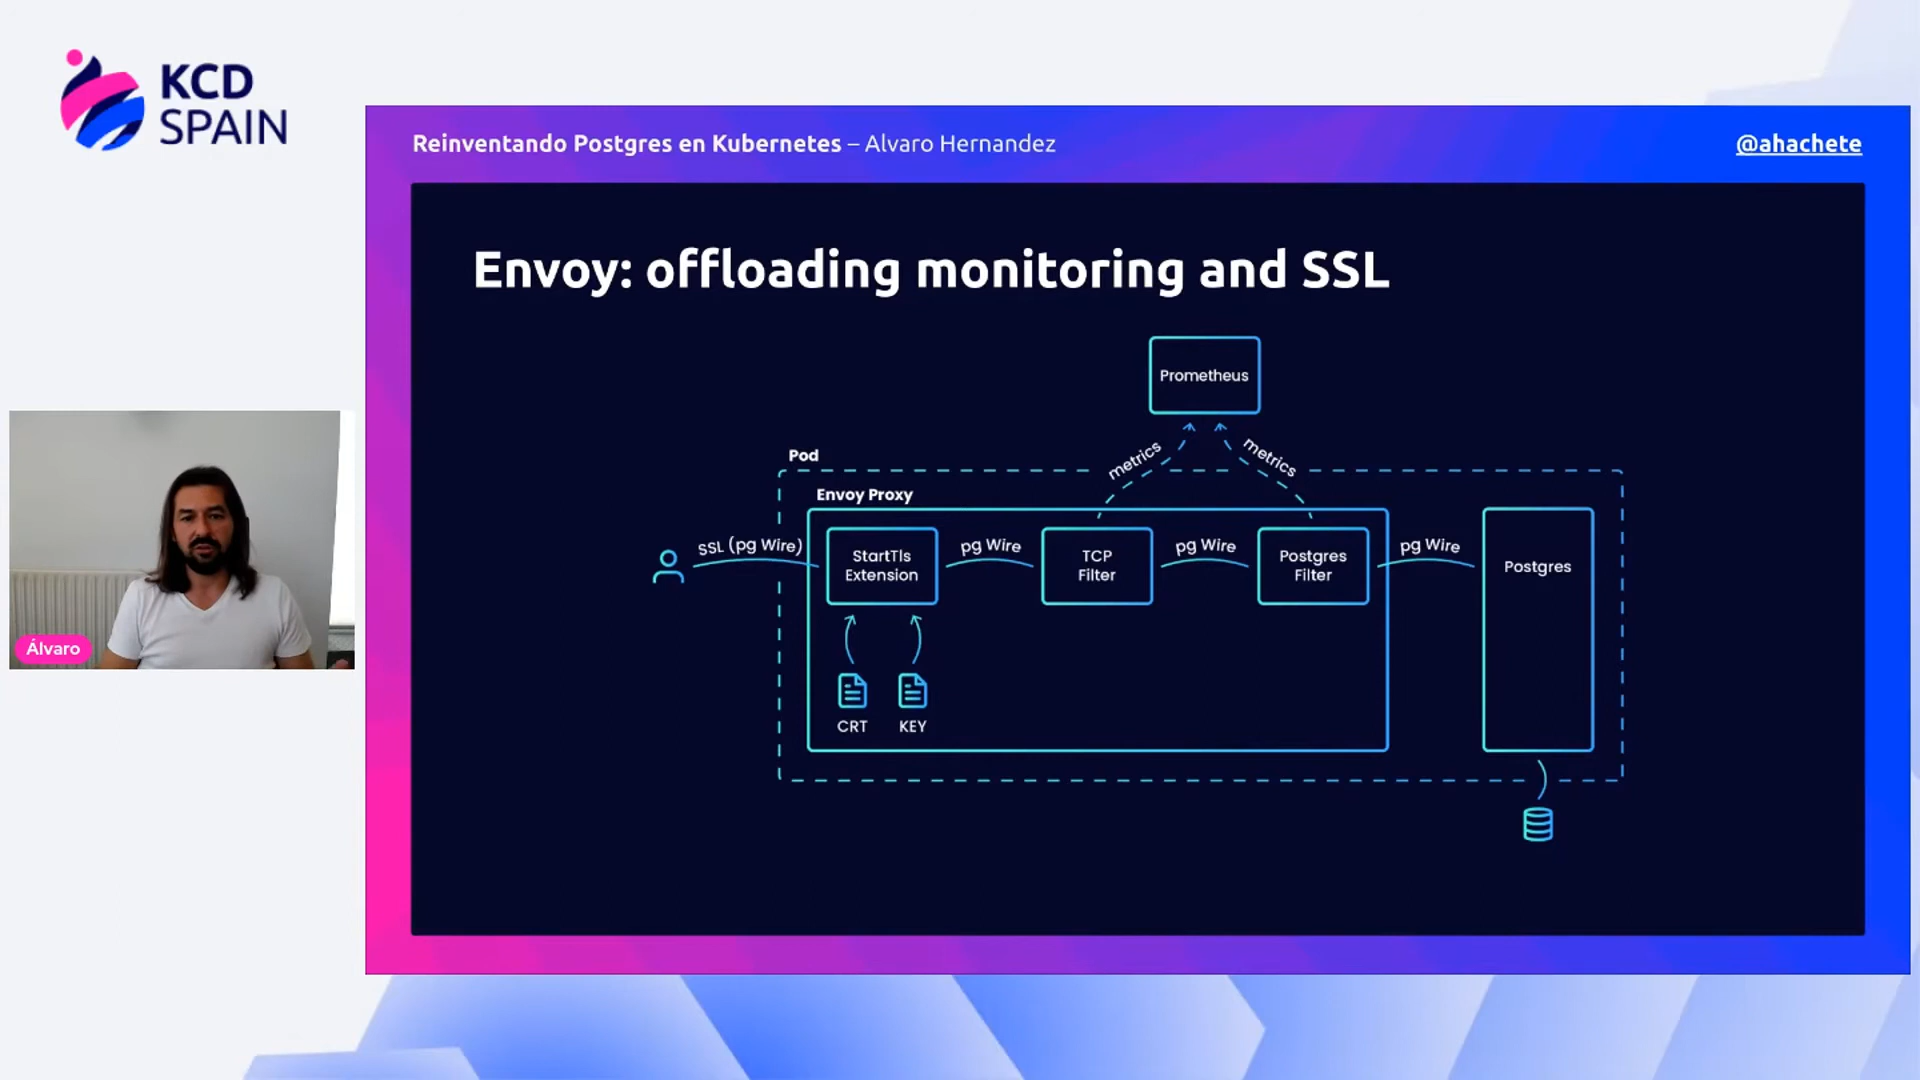 KCD
SPAIN
Reinventando Postgres en Kubernetes – Alvaro Hernandez
@ahachete
Envoy: offloading monitoring and SSL
Prometheus
metrics
metrics
Pod
Envoy Proxy
SSL (pg Wire)
StartTls
Extension
pg Wire
TCP
Filter
pg Wire
Postgres
Filter
pg Wire
Postgres
CRT
KEY
Álvaro